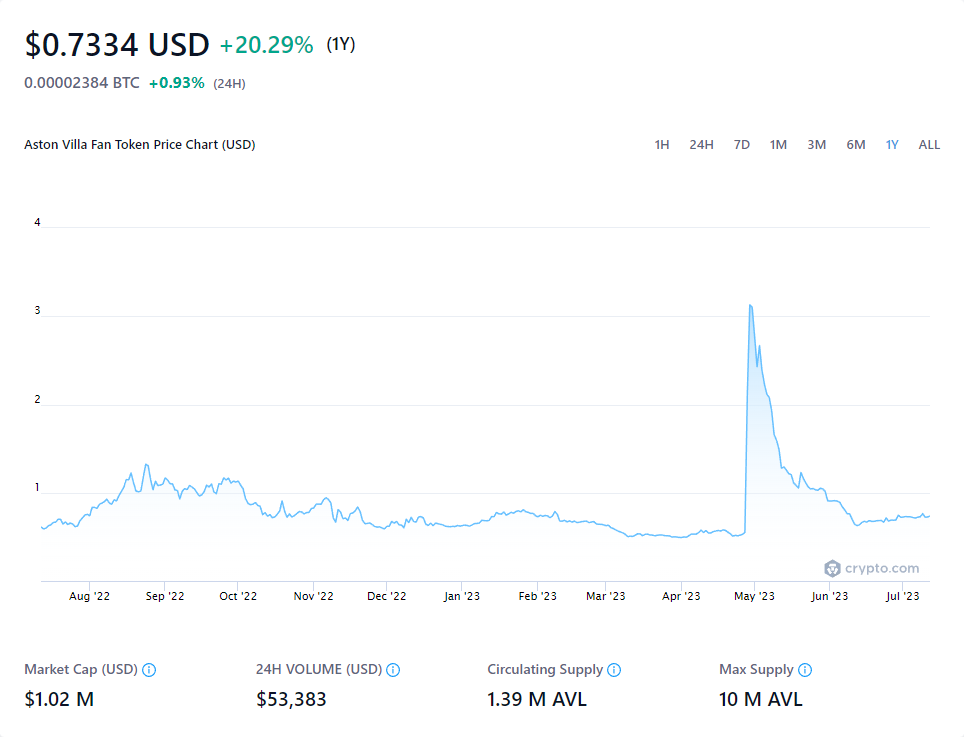 $0.7334 USD +20.29% (1Y)
0.00002384 BTC +0.93% (24H)
Aston Villa Fan Token Price Chart (USD) 1H 24H 7D 1M 3M 6M 1Y ALL
4
3
2
1
crypto.com
Aug '22 Sep '22 Oct '22 Nov '22 Dec '22 Jan '23 Feb '23 Mar '23 Apr '23 May '23 Jun '23 Jul '23
Market Cap (USD) 24H VOLUME (USD) Circulating Supply Max Supply
$1.02 M $53,383 1.39 M AVL 10 M AVL